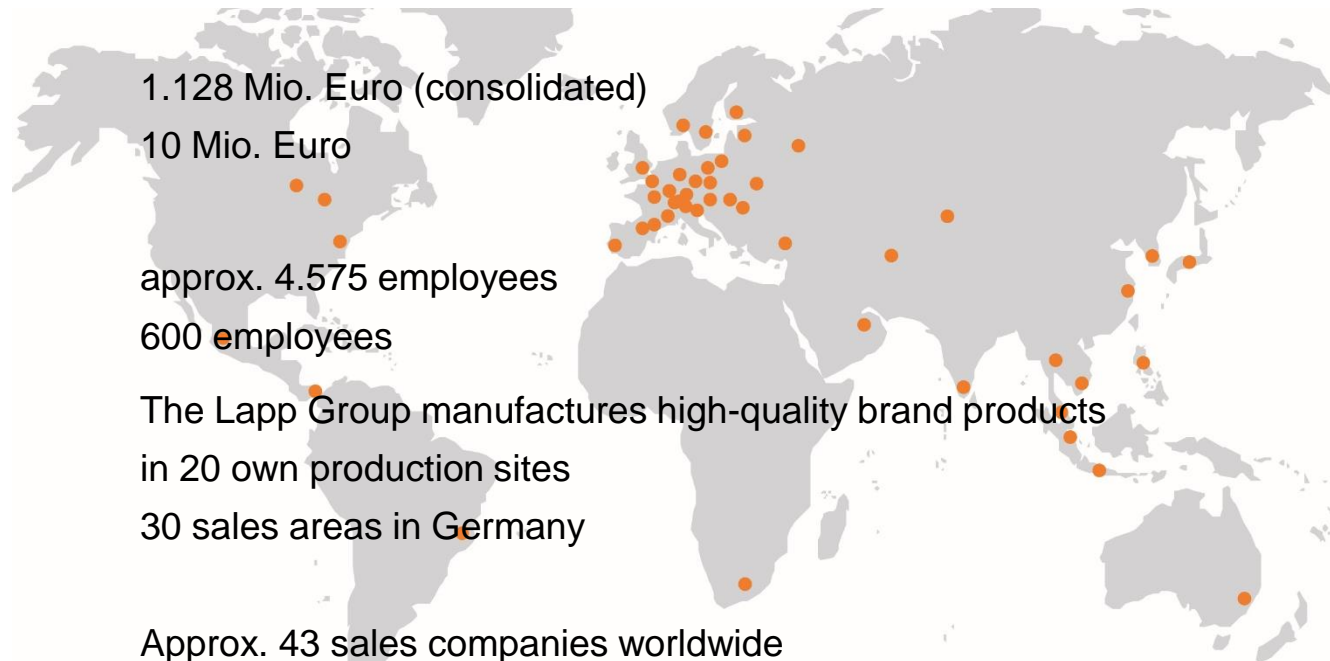 1.128 Mio. Euro (consolidated)
10 Mio. Euro
approx. 4.575 employees
600 employees
The Lapp Group manufactures high-quality brand products
in 20 own production sites
30 sales areas in Germany
Approx. 43 sales companies worldwide